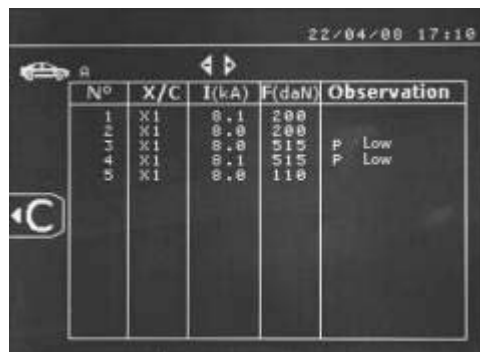 22/04/08 17:10
A
N° X/C I(kA) F(daN) Observation
1 X1 8.1 200
2 X1 8.0 200
3 X1 8.0 515 P Low
4 X1 8.1 515 P Low
5 X1 8.0 110
C